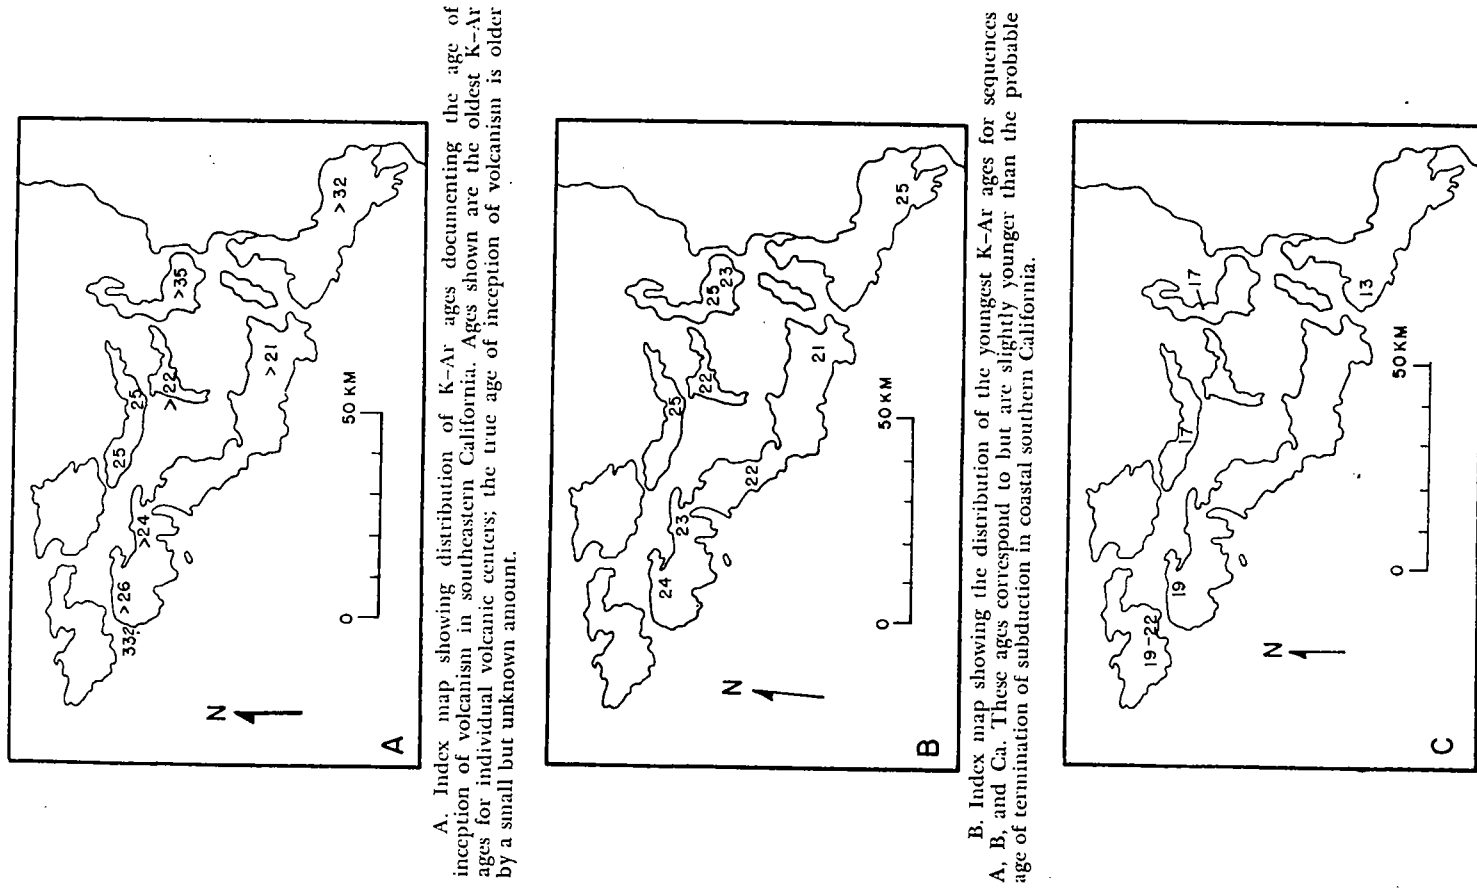 >32
>35
>21
>22
25
25
>24
>26
33?
50 KM
0
N
A
A. Index map showing distribution of K–Ar ages documenting the age of
inception of volcanism in southeastern California. Ages shown are the oldest K–Ar
ages for individual volcanic centers; the true age of inception of volcanism is older
by a small but unknown amount.
25
25
23
21
22
25
22
23
24
50 KM
0
N
B
B. Index map showing the distribution of the youngest K–Ar ages for sequences
A, B, and Ca. These ages correspond to but are slightly younger than the probable
age of termination of subduction in coastal southern California.
17
13
17
19
19-22
50 KM
0
N
C